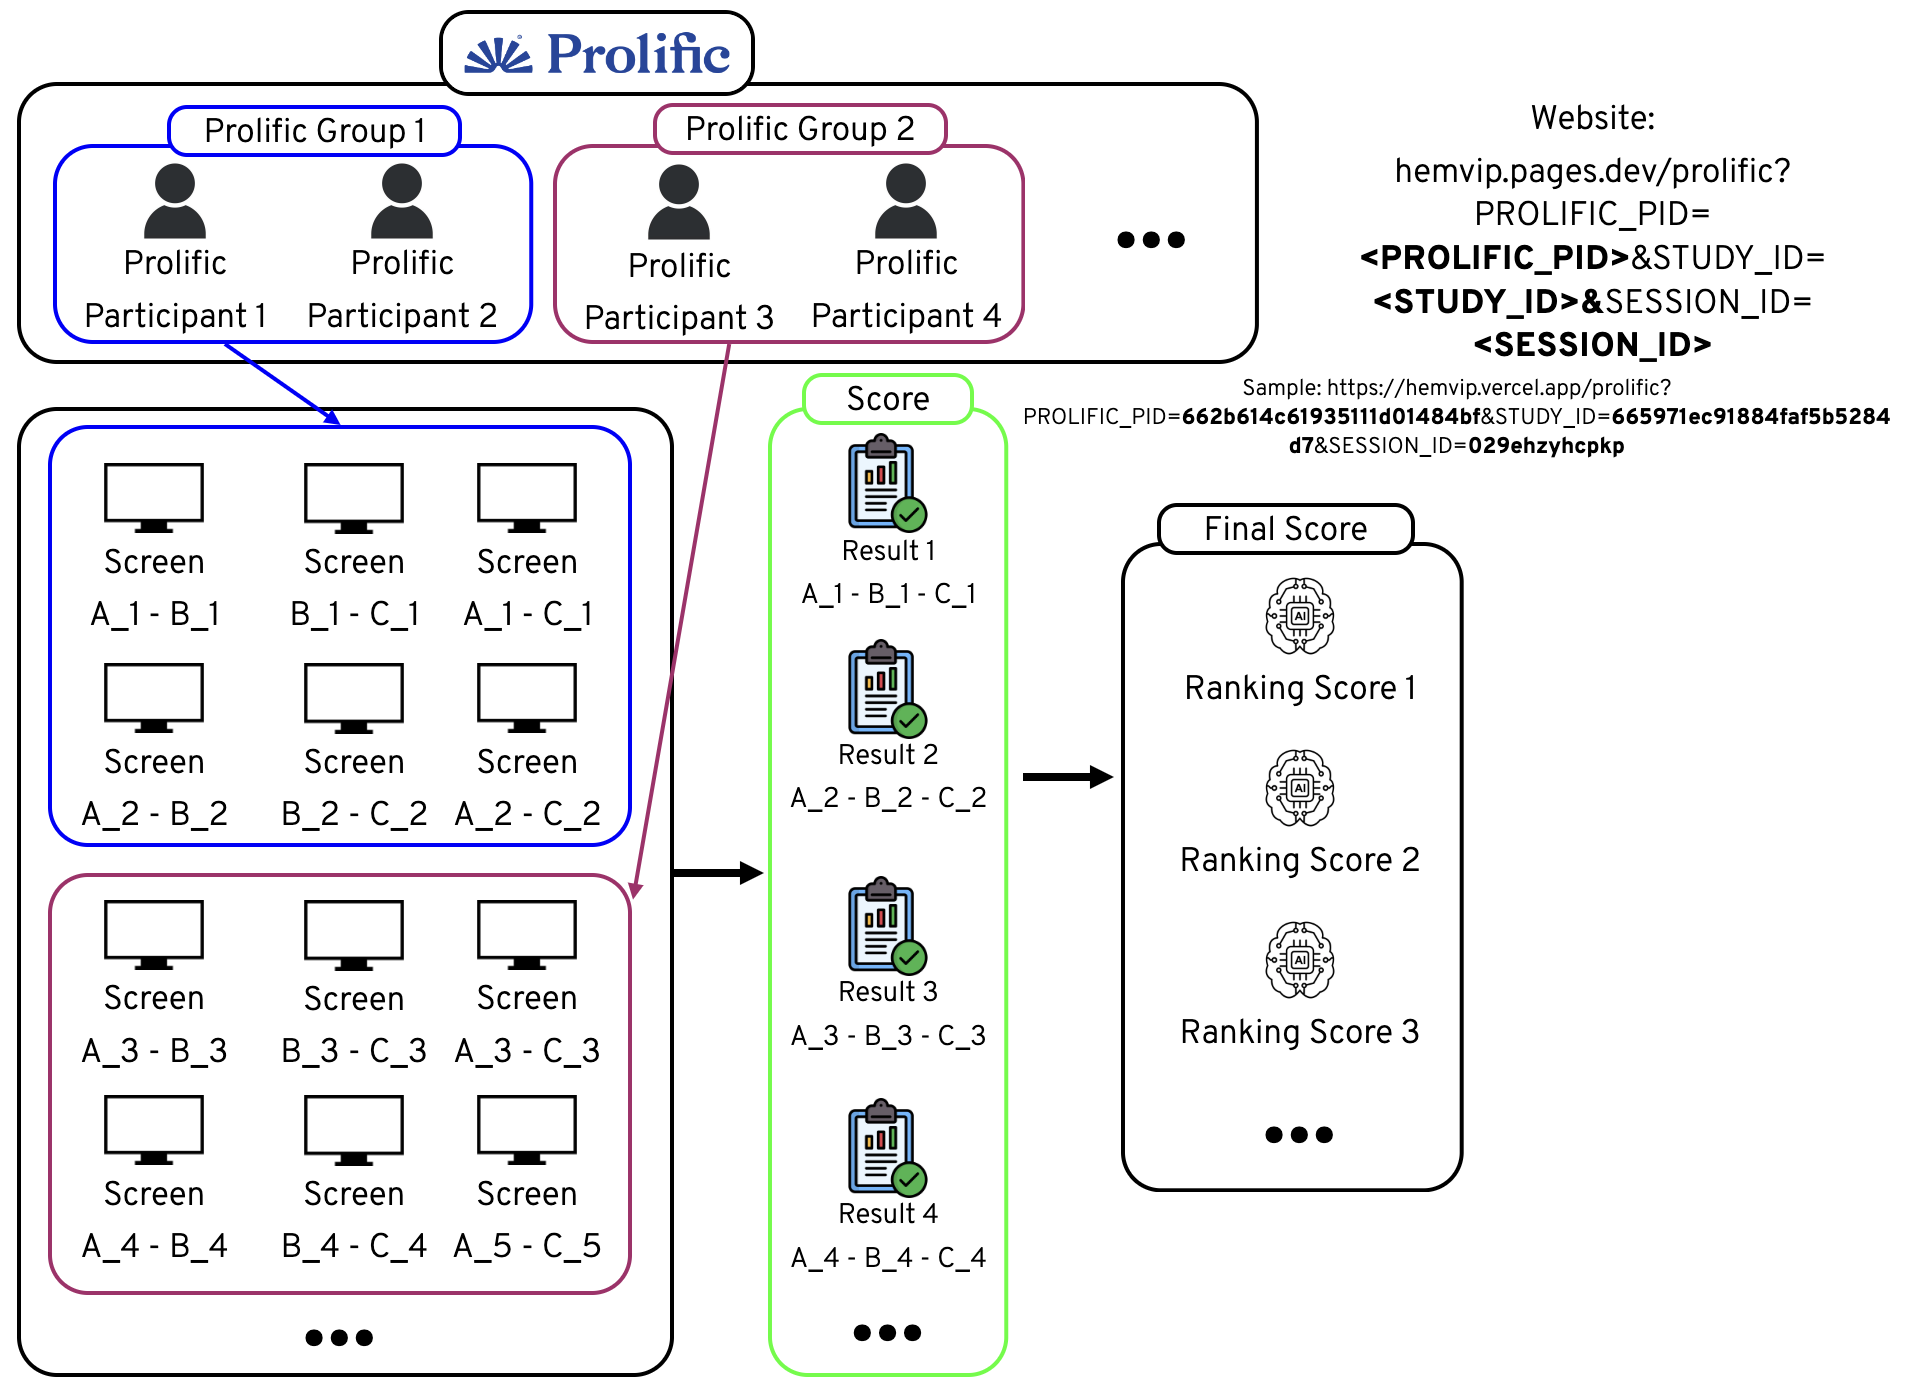 Prolific
Prolific Group 1
Prolific Group 2
Prolific
Participant 1
Prolific
Participant 2
Prolific
Participant 3
Prolific
Participant 4
•••
Website:
hemvip.pages.dev/prolific?
PROLIFIC_PID=
<PROLIFIC_PID>&STUDY_ID=
<STUDY_ID>&SESSION_ID=
<SESSION_ID>
Sample: https://hemvip.vercel.app/prolific?
PROLIFIC_PID=662b614c61935111d01484bf&STUDY_ID=665971ec91884faf5b5284
d7&SESSION_ID=029ehzyhcpkp
Screen
A_1 - B_1
Screen
B_1 - C_1
Screen
A_1 - C_1
Screen
A_2 - B_2
Screen
B_2 - C_2
Screen
A_2 - C_2
Screen
A_3 - B_3
Screen
B_3 - C_3
Screen
A_3 - C_3
Screen
A_4 - B_4
Screen
B_4 - C_4
Screen
A_5 - C_5
•••
Score
Result 1
A_1 - B_1 - C_1
Result 2
A_2 - B_2 - C_2
Result 3
A_3 - B_3 - C_3
Result 4
A_4 - B_4 - C_4
•••
Final Score
AI
Ranking Score 1
AI
Ranking Score 2
AI
Ranking Score 3
•••